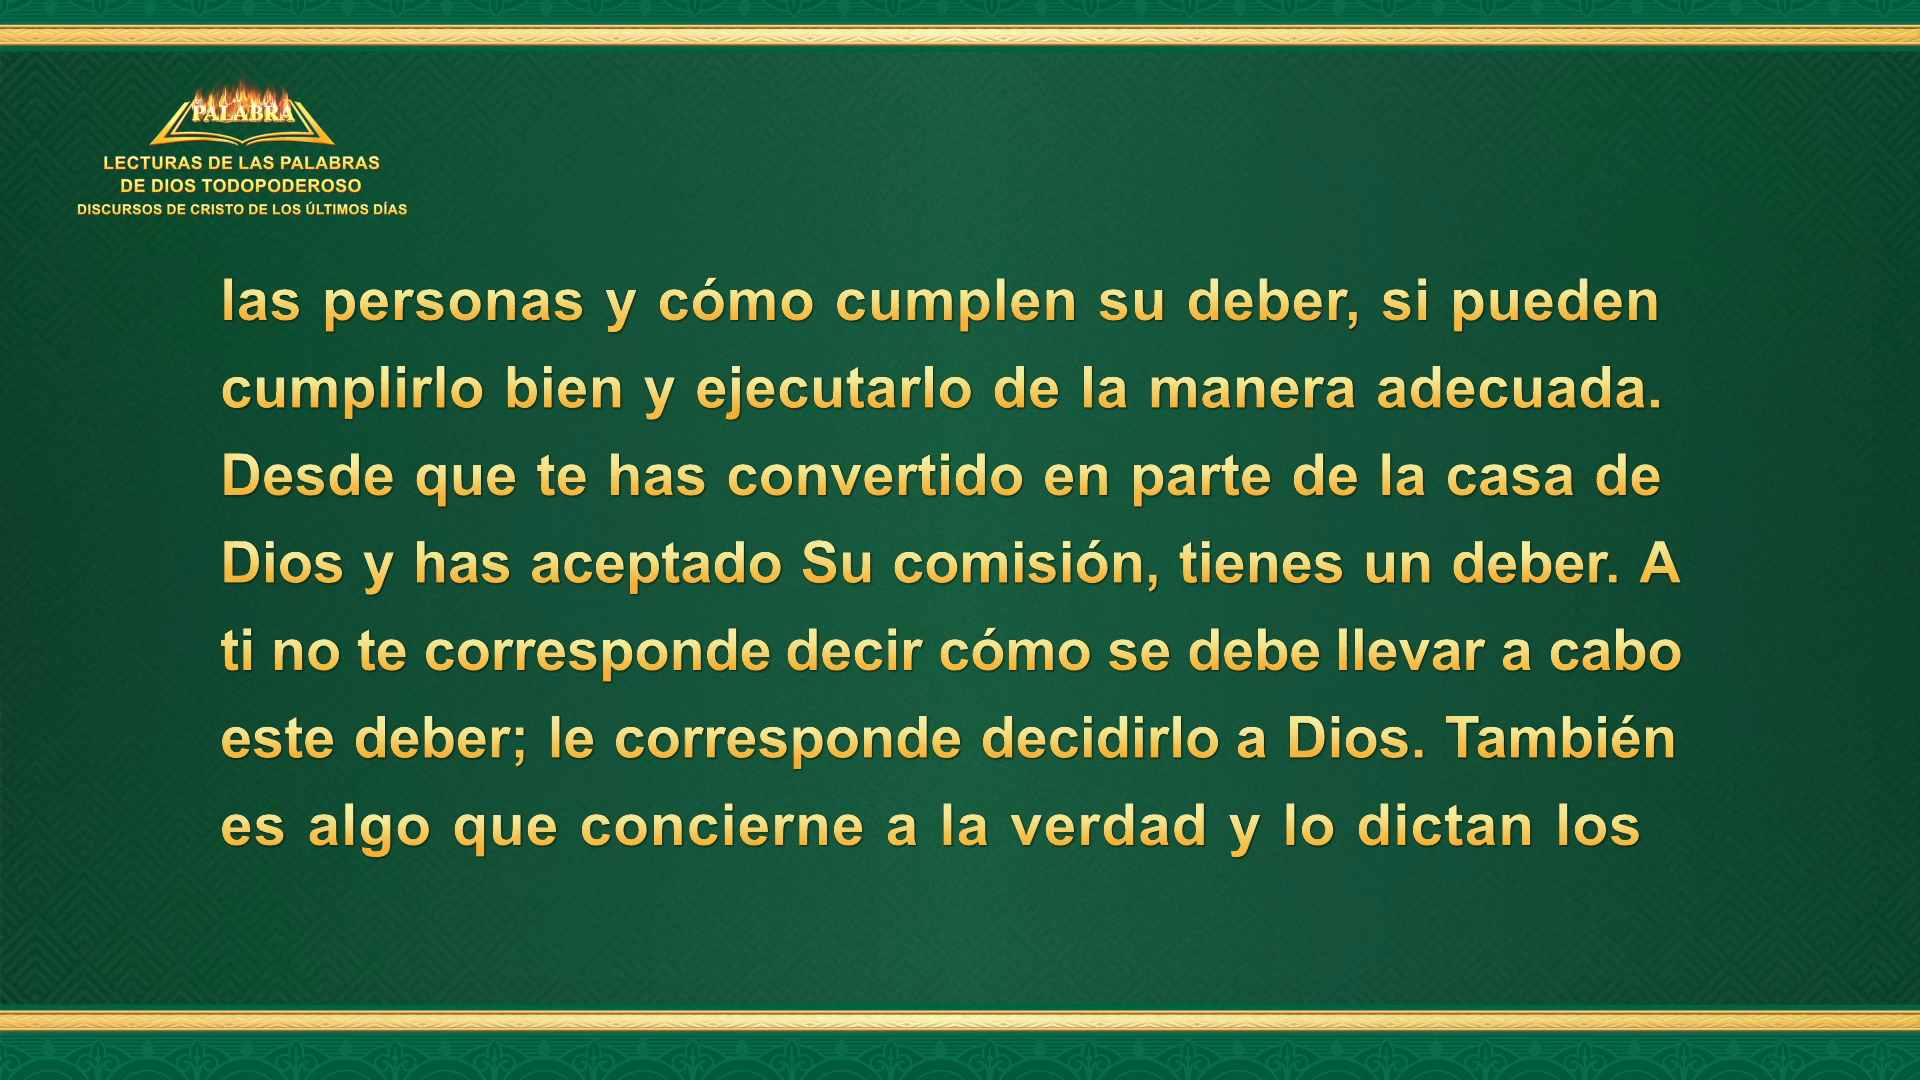 PALABRA
LECTURAS DE LAS PALABRAS
DE DIOS TODOPODEROSO
DISCURSOS DE CRISTO DE LOS ÚLTIMOS DÍAS
las personas y cómo cumplen su deber, si pueden
cumplirlo bien y ejecutarlo de la manera adecuada.
Desde que te has convertido en parte de la casa de
Dios y has aceptado Su comisión, tienes un deber. A
ti no te corresponde decir cómo se debe llevar a cabo
este deber; le corresponde decidirlo a Dios. También
es algo que concierne a la verdad y lo dictan los